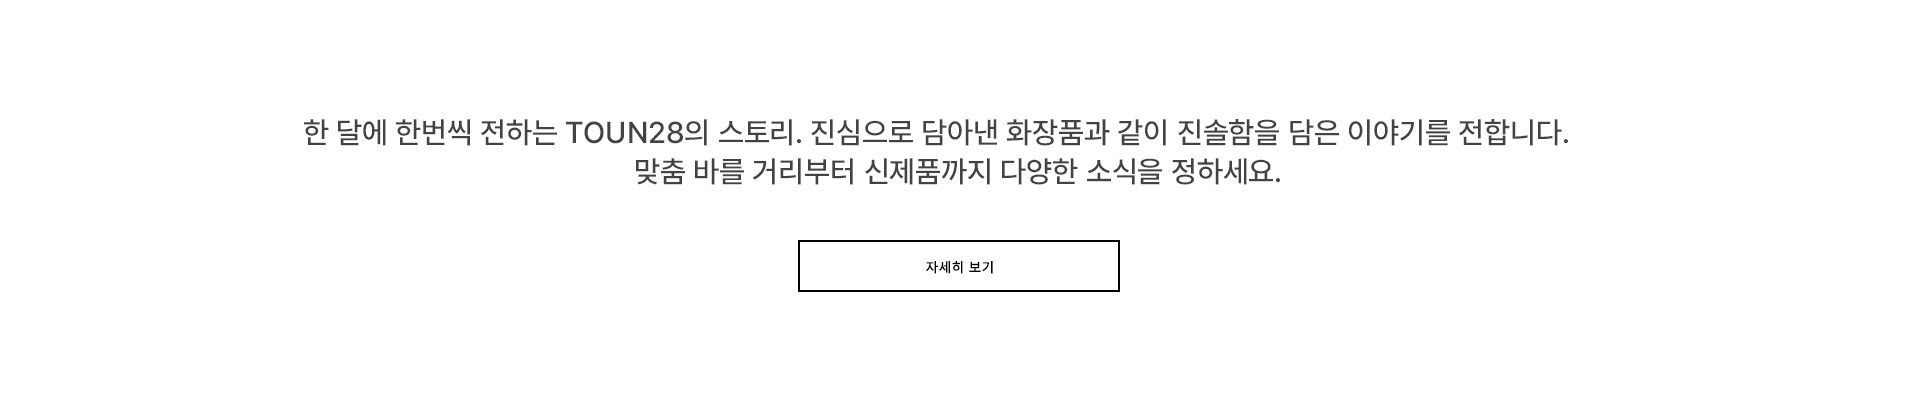 한 달에 한번씩 전하는 TOUN28의 스토리. 진심으로 담아낸 화장품과 같이 진솔함을 담은 이야기를 전합니다.
맞춤 바를 거리부터 신제품까지 다양한 소식을 정하세요.
자세히 보기